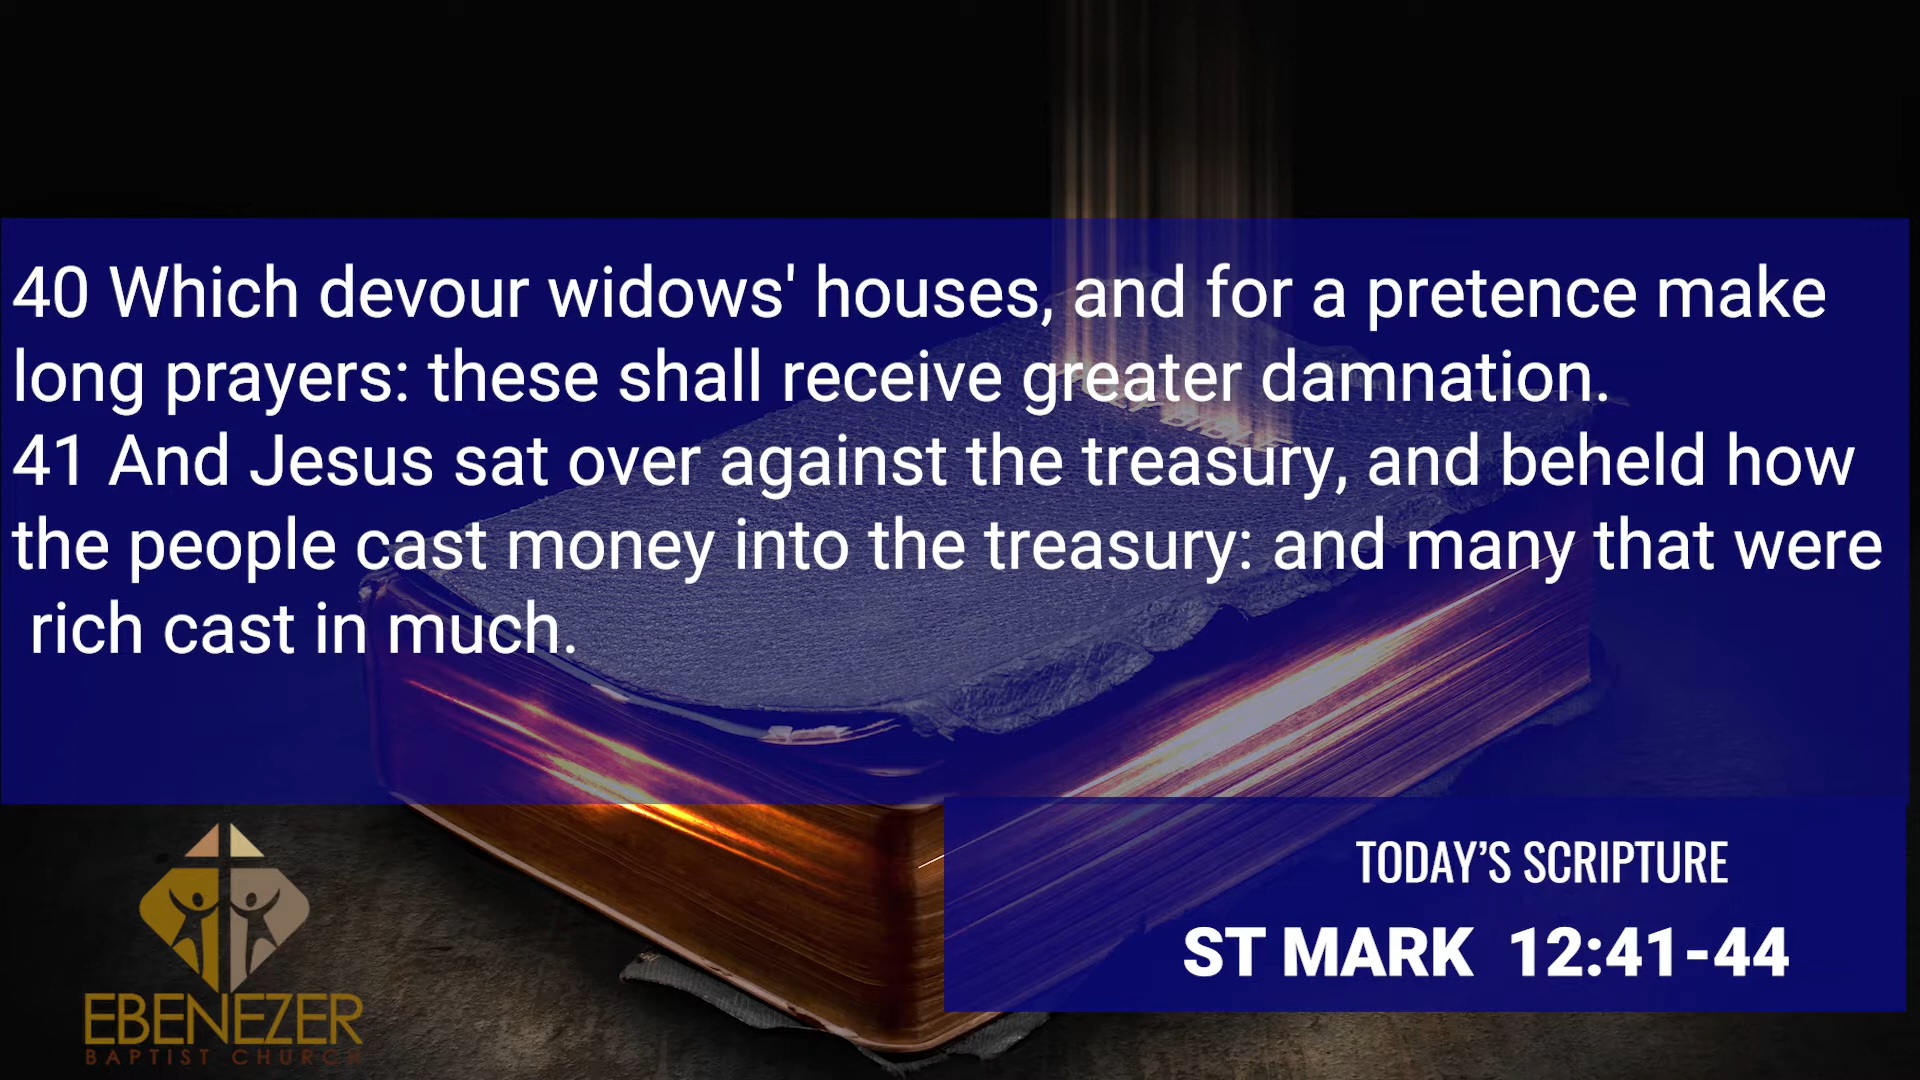 40 Which devour widows' houses, and for a pretence make
long prayers: these shall receive greater damnation.
41 And Jesus sat over against the treasury, and beheld how
the people cast money into the treasury: and many that were
rich cast in much.
TODAY’S SCRIPTURE
ST MARK 12:41-44
EBENEZER
BAPTIST CHURCH